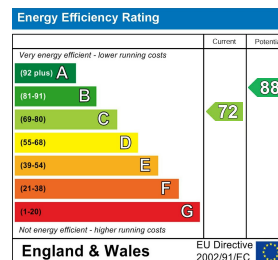 Energy Efficiency Rating
Current
Very energy efficient - lower running costs
(92 plus) A
(81-91) B
88
(69-80) C
72
(55-68) D
(39-54) E
(21-38) F
(1-20) G
Not energy efficient - higher running costs
England & Wales
EU Directive
2002/91/EC